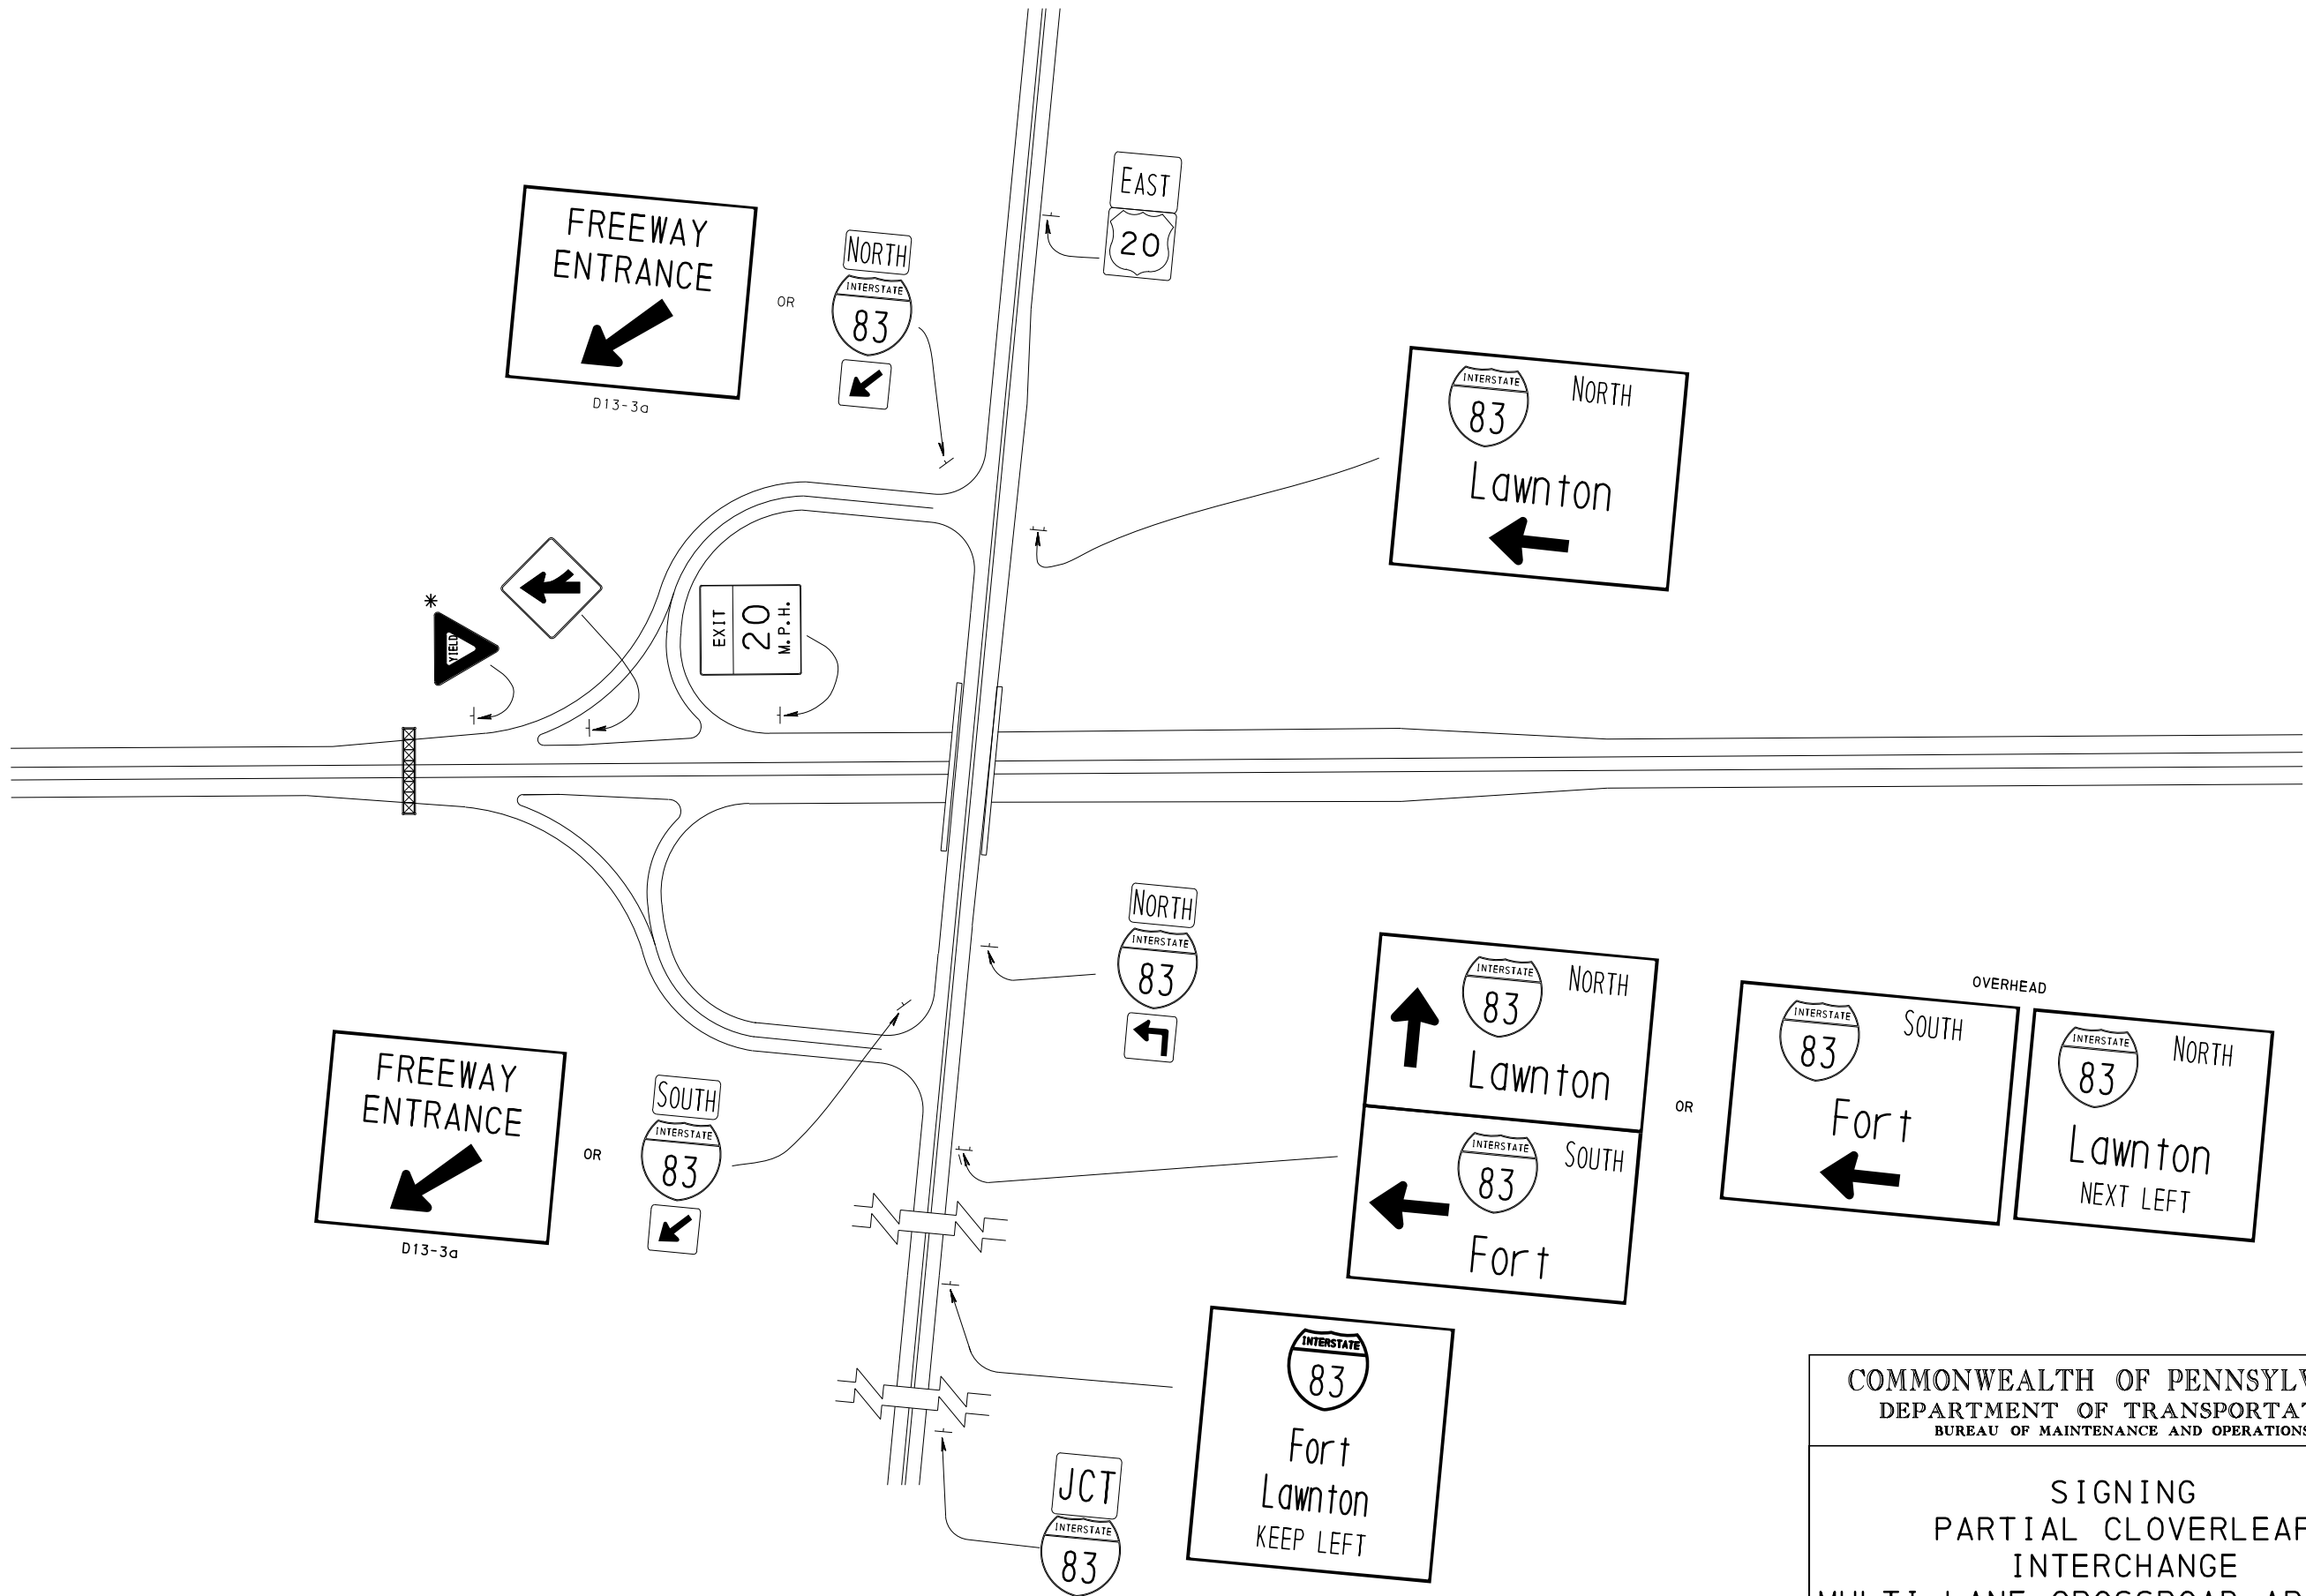 EAST
20
FREEWAY
ENTRANCE
D13-3a
OR
NORTH
INTERSTATE
83
INTERSTATE
83
NORTH
Lawnton
*
YIELD
EXIT
20
M.P.H.
NORTH
INTERSTATE
83
INTERSTATE
83
NORTH
Lawnton
INTERSTATE
83
SOUTH
Fort
OR
OVERHEAD
INTERSTATE
83
SOUTH
Fort
INTERSTATE
83
NORTH
Lawnton
NEXT LEFT
FREEWAY
ENTRANCE
D13-3a
OR
SOUTH
INTERSTATE
83
INTERSTATE
83
Fort
Lawnton
KEEP LEFT
JCT
INTERSTATE
83
COMMONWEALTH OF PENNSYLV
DEPARTMENT OF TRANSPORTAT
BUREAU OF MAINTENANCE AND OPERATIONS
SIGNING
PARTIAL CLOVERLEAF
INTERCHANGE